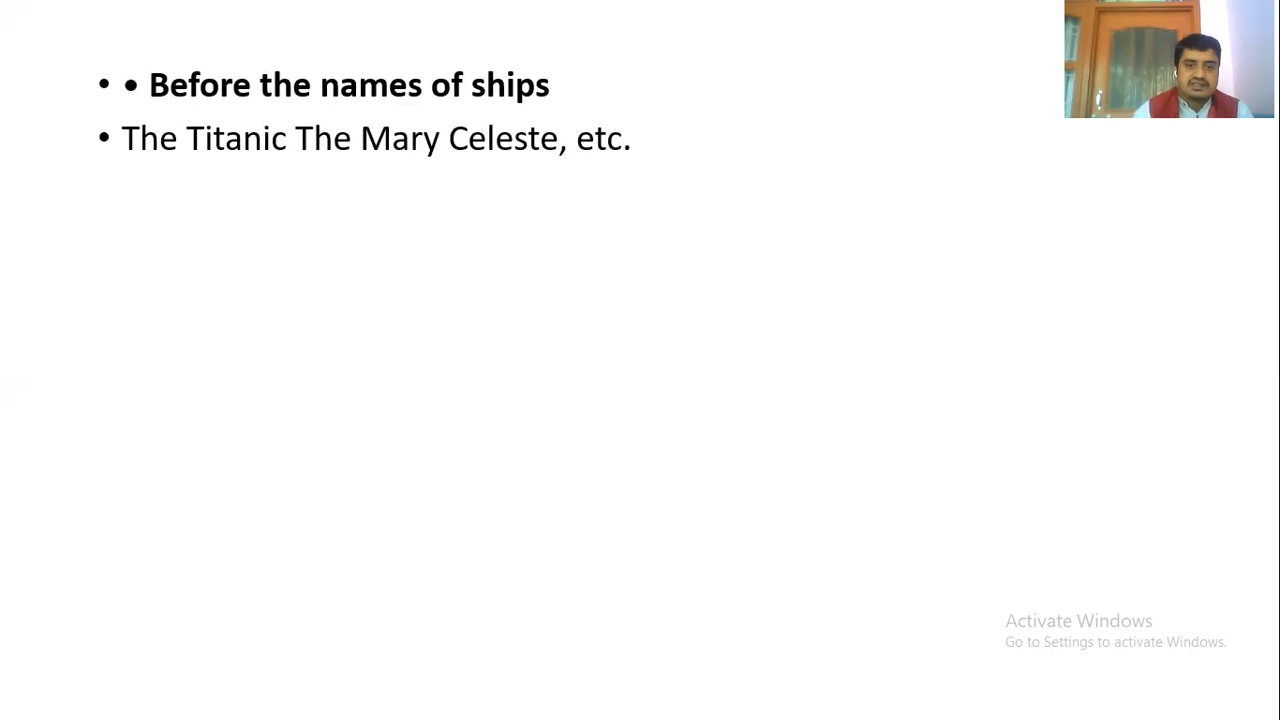 • • Before the names of ships
• The Titanic The Mary Celeste, etc.
Activate Windows
Go to Settings to activate Windows.